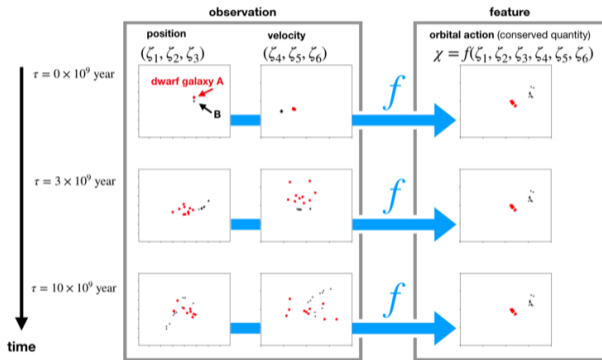 observation
feature
position
velocity
orbital action (conserved quantity)
(ζ₁, ζ₂, ζ₃)
(ζ₄, ζ₅, ζ₆)
χ = f(ζ₁, ζ₂, ζ₃, ζ₄, ζ₅, ζ₆)
τ = 0 × 10⁹ year
dwarf galaxy A
B
f
τ = 3 × 10⁹ year
f
τ = 10 × 10⁹ year
f
time